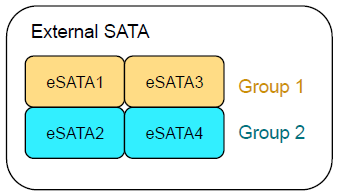 External SATA
eSATA1 eSATA3 Group 1
eSATA2 eSATA4 Group 2